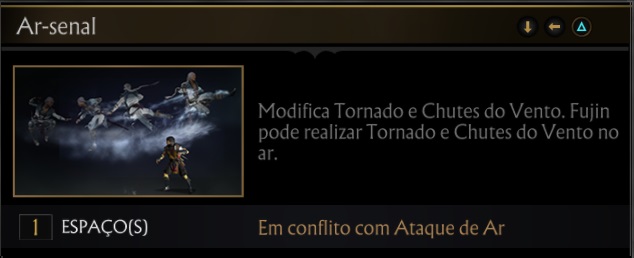 Ar-senal
Modifica Tornado e Chutes do Vento. Fujin
pode realizar Tornado e Chutes do Vento no
ar.
1 ESPAÇO(S)
Em conflito com Ataque de Ar